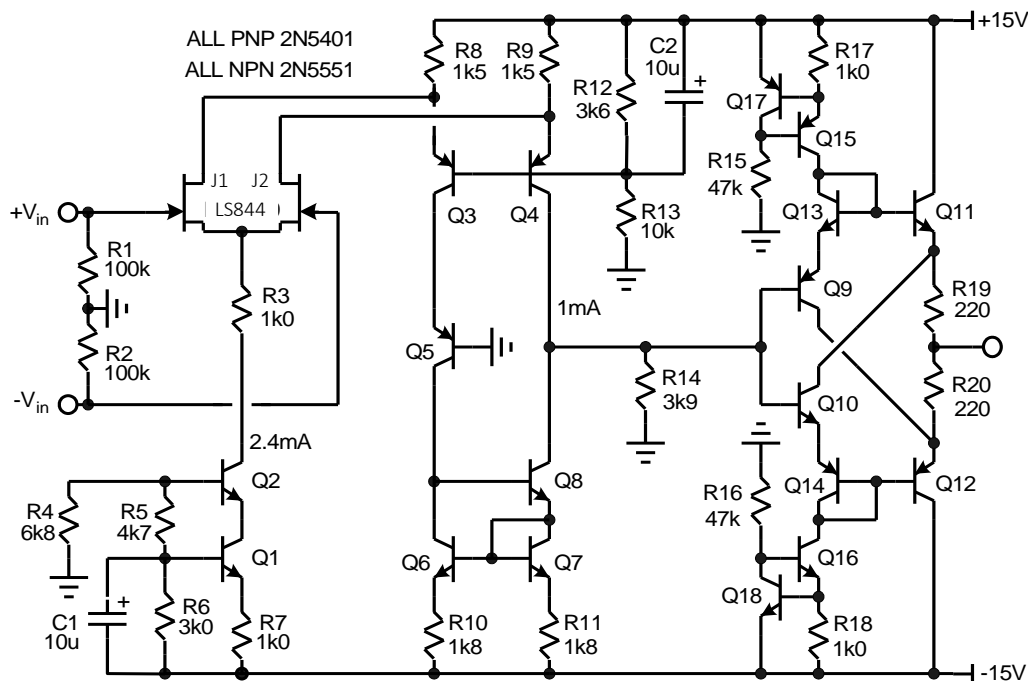 ALL PNP 2N5401
ALL NPN 2N5551
R8
1k5
R9
1k5
R12
3k6
C2
10u
+
R17
1k0
+15V
Q17
Q15
R15
47k
J1
J2
LS844
+Vin
Q3
Q4
R13
10k
Q13
Q11
R1
100k
R3
1k0
1mA
Q9
R19
220
R2
100k
Q5
R14
3k9
R20
220
-Vin
Q10
2.4mA
Q2
Q8
R16
47k
Q14
Q12
R4
6k8
R5
4k7
Q1
Q6
Q7
Q16
Q18
C1
10u
+
R6
3k0
R7
1k0
R10
1k8
R11
1k8
R18
1k0
-15V